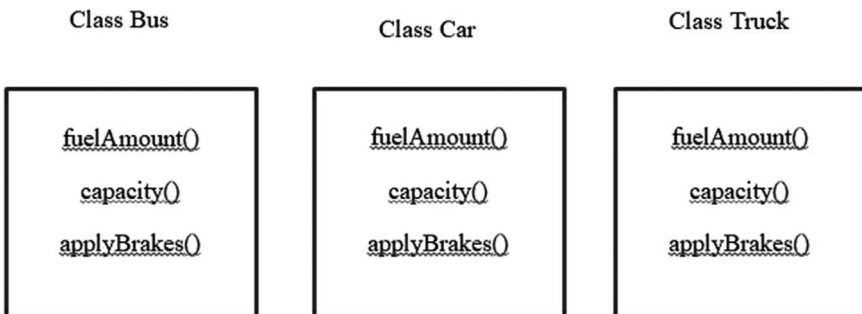 Class Bus
Class Car
Class Truck
fuelAmount()
capacity()
applyBrakes()
fuelAmount()
capacity()
applyBrakes()
fuelAmount()
capacity()
applyBrakes()